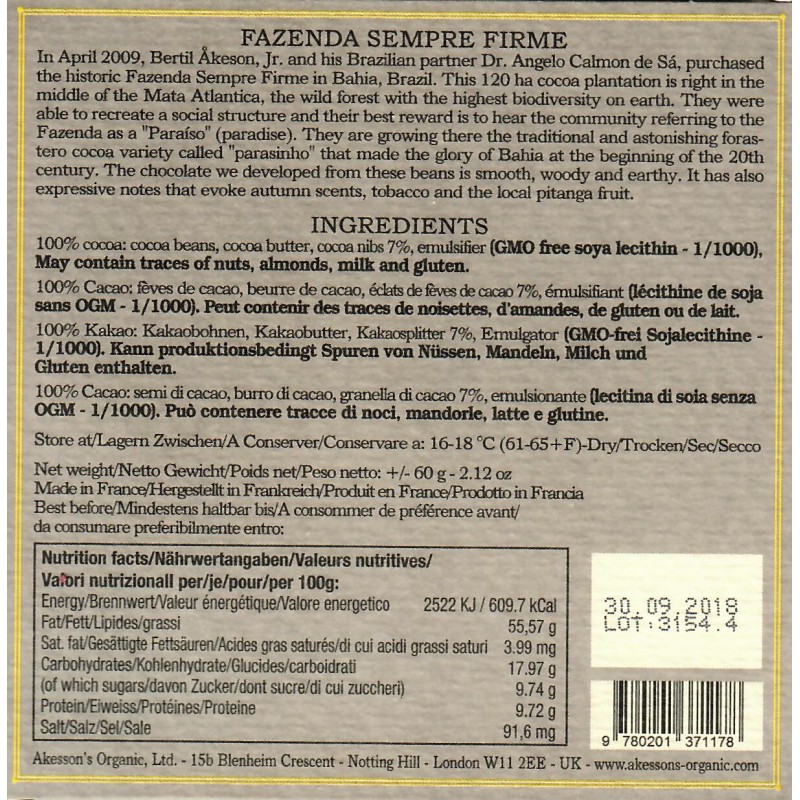 FAZENDA SEMPRE FIRME
In April 2009, Bertil Åkeson, Jr. and his Brazilian partner Dr. Angelo Calmon de Sá, purchased
the historic Fazenda Sempre Firme in Bahia, Brazil. This 120 ha cocoa plantation is right in the
middle of the Mata Atlantica, the wild forest with the highest biodiversity on earth. They were
able to recreate a social structure and their best reward is to hear the community referring to the
Fazenda as a "Paraíso" (paradise). They are growing there the traditional and astonishing foras-
tero cocoa variety called "parasinho" that made the glory of Bahia at the beginning of the 20th
century. The chocolate we developed from these beans is smooth, woody and earthy. It has also
expressive notes that evoke autumn scents, tobacco and the local pitanga fruit.
INGREDIENTS
100% cocoa: cocoa beans, cocoa butter, cocoa nibs 7%, emulsifier (GMO free soya lecithin - 1/1000),
May contain traces of nuts, almonds, milk and gluten.
100% Cacao: fèves de cacao, beurre de cacao, éclats de fèves de cacao 7%, émulsifiant (lécithine de soja
sans OGM - 1/1000). Peut contenir des traces de noisettes, d'amandes, de gluten ou de lait.
100% Kakao: Kakaobohnen, Kakaobutter, Kakaosplitter 7%, Emulgator (GMO-frei Sojalecithine -
1/1000). Kann produktionsbedingt Spuren von Nüssen, Mandeln, Milch und
Gluten enthalten.
100% Cacao: semi di cacao, burro di cacao, granella di cacao 7%, emulsionante (lecitina di soia senza
OGM - 1/1000). Può contenere tracce di noci, mandorle, latte e glutine.
Store at/Lagern Zwischen/A Conserver/Conservare a: 16-18 °C (61-65+F)-Dry/Trocken/Sec/Secco
Net weight/Netto Gewicht/Poids net/Peso netto: +/- 60 g - 2.12 oz
Made in France/Hergestellt in Frankreich/Produit en France/Prodotto in Francia
Best before/Mindestens haltbar bis/A consommer de préférence avant/
da consumare preferibilmente entro:
Nutrition facts/Nährwertangaben/Valeurs nutritives/
Valori nutrizionall per/je/pour/per 100g:
Energy/Brennwert/Valeur énergétique/Valore energetico 2522 KJ / 609.7 kCal
Fat/Fett/Lipides/grassi 55,57 g
Sat. fat/Gesättigte Fettsäuren/Acides gras saturés/di cui acidi grassi saturi 3.99 mg
Carbohydrates/Kohlenhydrate/Glucides/carboidrati 17.97 g
(of which sugars/davon Zucker/dont sucre/di cui zuccheri) 9.74 g
Protein/Eiweiss/Protéines/Proteine 9.72 g
Salt/Salz/Sel/Sale 91,6 mg
30.09.2018
LOT:3154.4
9 780201 371178
Akesson's Organic, Ltd. - 15b Blenheim Crescent - Notting Hill - London W11 2EE - UK - www.akessons-organic.com